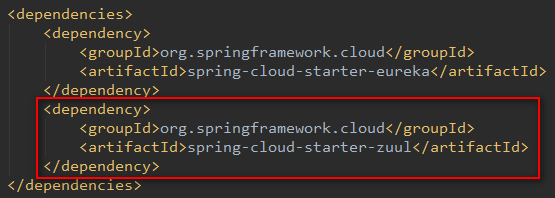 <dependencies>
    <dependency>
        <groupId>org.springframework.cloud</groupId>
        <artifactId>spring-cloud-starter-eureka</artifactId>
    </dependency>
    <dependency>
        <groupId>org.springframework.cloud</groupId>
        <artifactId>spring-cloud-starter-zuul</artifactId>
    </dependency>
</dependencies>